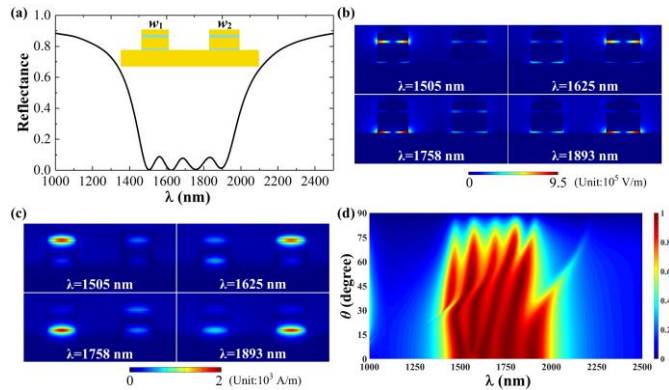 (a)
w1 w2
Reflectance
1.0
0.8
0.6
0.4
0.2
0.0
1000 1200 1400 1600 1800 2000 2200 2400
λ (nm)
(b)
λ=1505 nm λ=1625 nm
λ=1758 nm λ=1893 nm
0 9.5 (Unit:10⁵ V/m)
(c)
λ=1505 nm λ=1625 nm
λ=1758 nm λ=1893 nm
0 2 (Unit:10³ A/m)
(d)
θ (degree)
90
75
60
45
30
15
0
1000 1250 1500 1750 2000 2250 2500
λ (nm)
1
0.8
0.6
0.4
0.2
0